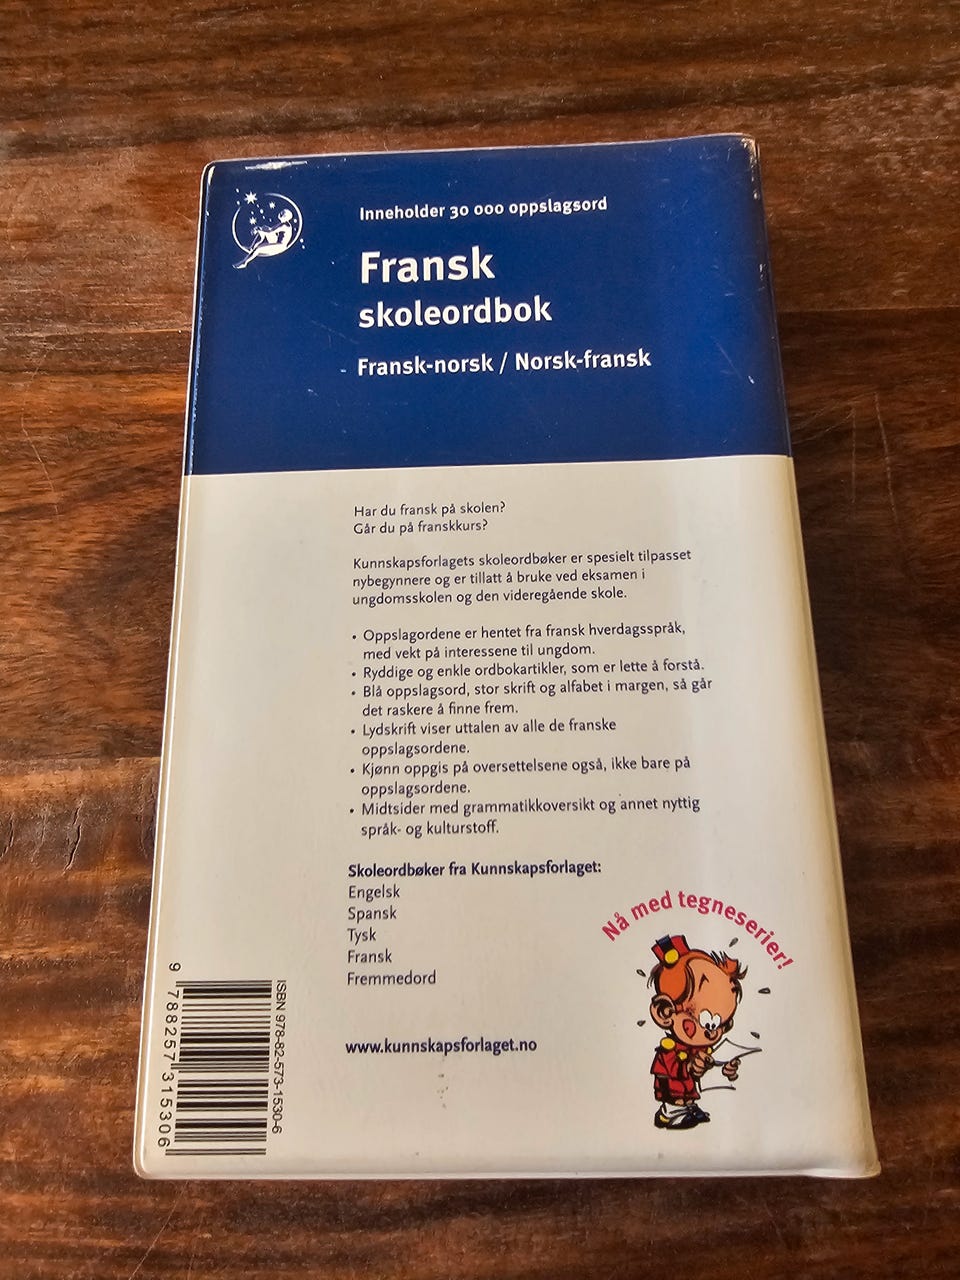 Inneholder 30 000 oppslagsord
Fransk
skoleordbok
Fransk-norsk / Norsk-fransk
Har du fransk på skolen?
Går du på franskkurs?
Kunnskapsforlagets skoleordbøker er spesielt tilpasset
nybegynnere og er tillatt å bruke ved eksamen i
ungdomsskolen og den videregående skole.
• Oppslagordene er hentet fra fransk hverdagsspråk,
med vekt på interessene til ungdom.
• Ryddige og enkle ordbokartikler, som er lette å forstå.
• Blå oppslagsord, stor skrift og alfabet i margen, så går
det raskere å finne frem.
• Lydskrift viser uttalen av alle de franske
oppslagsordene.
• Kjønn oppgis på oversettelsene også, ikke bare på
oppslagsordene.
• Midtsider med grammatikkoversikt og annet nyttig
språk- og kulturstoff.
Skoleordbøker fra Kunnskapsforlaget:
Engelsk
Spansk
Tysk
Fransk
Fremmedord
Nå med tegneserier!
www.kunnskapsforlaget.no
ISBN 978-82-573-1530-6
9 788257 315306